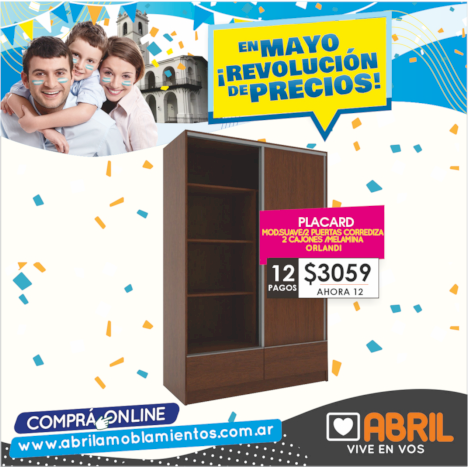 EN MAYO
¡REVOLUCIÓN
DE PRECIOS!
PLACARD
MOD:SUAVE/2 PUERTAS CORREDIZA
2 CAJONES /MELAMINA
ORLANDI
12 PAGOS
$3059
AHORA 12
COMPRÁ ONLINE
www.abrilamoblamientos.com.ar
ABRIL
VIVE EN VOS